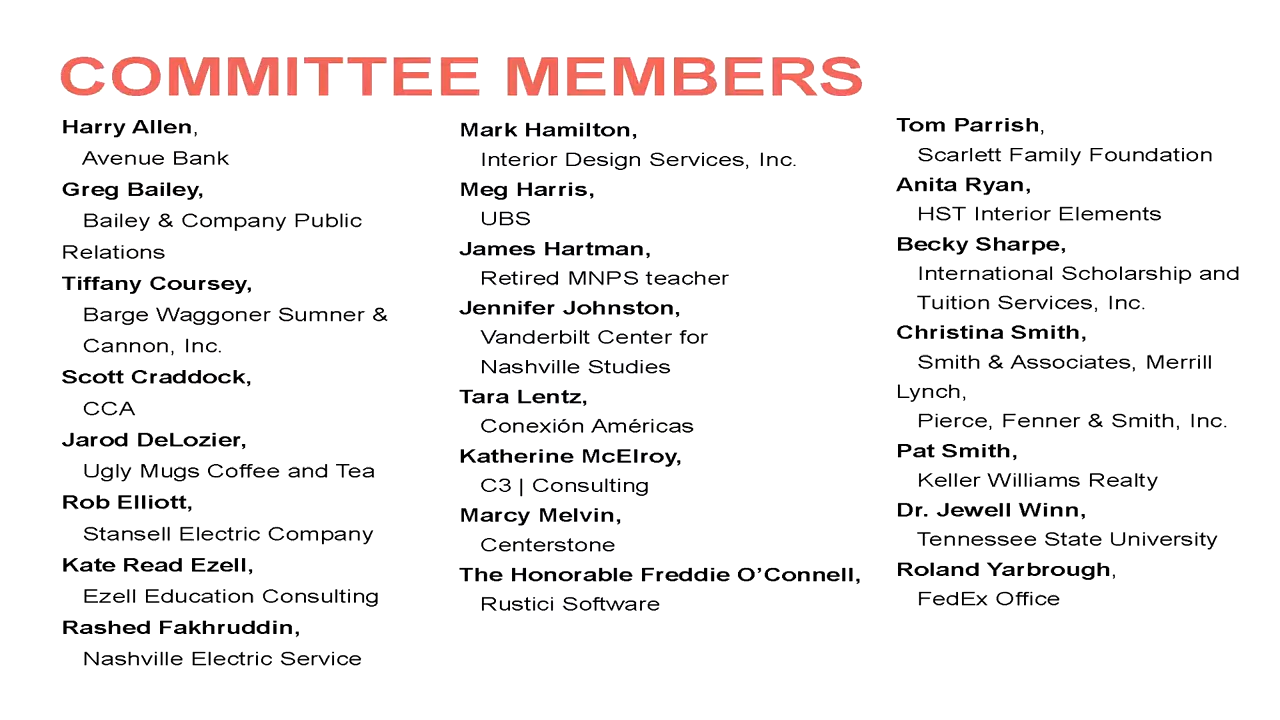 COMMITTEE MEMBERS
Harry Allen,
Avenue Bank
Greg Bailey,
Bailey & Company Public
Relations
Tiffany Coursey,
Barge Waggoner Sumner &
Cannon, Inc.
Scott Craddock,
CCA
Jarod DeLozier,
Ugly Mugs Coffee and Tea
Rob Elliott,
Stansell Electric Company
Kate Read Ezell,
Ezell Education Consulting
Rashed Fakhruddin,
Nashville Electric Service
Mark Hamilton,
Interior Design Services, Inc.
Meg Harris,
UBS
James Hartman,
Retired MNPS teacher
Jennifer Johnston,
Vanderbilt Center for
Nashville Studies
Tara Lentz,
Conexión Américas
Katherine McElroy,
C3 | Consulting
Marcy Melvin,
Centerstone
The Honorable Freddie O’Connell,
Rustici Software
Tom Parrish,
Scarlett Family Foundation
Anita Ryan,
HST Interior Elements
Becky Sharpe,
International Scholarship and
Tuition Services, Inc.
Christina Smith,
Smith & Associates, Merrill
Lynch,
Pierce, Fenner & Smith, Inc.
Pat Smith,
Keller Williams Realty
Dr. Jewell Winn,
Tennessee State University
Roland Yarbrough,
FedEx Office